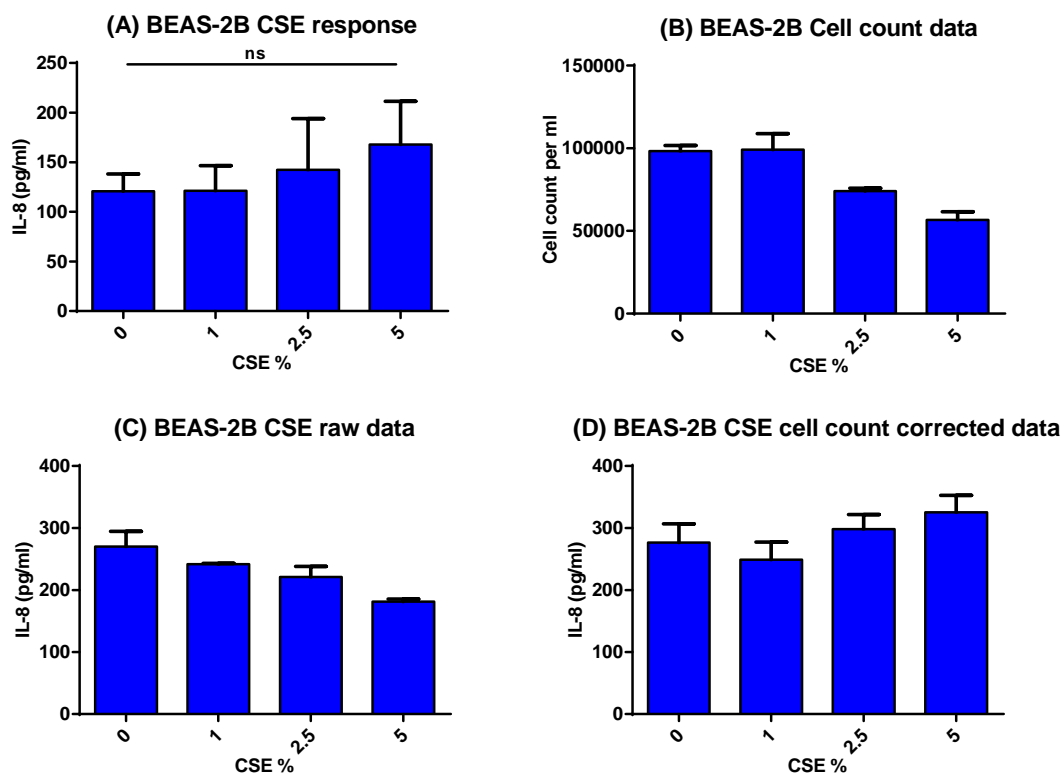 (A) BEAS-2B CSE response
ns
250
200
150
100
50
0
IL-8 (pg/ml)
0
1
2.5
5
CSE %
(B) BEAS-2B Cell count data
150000
100000
50000
0
Cell count per ml
0
1
2.5
5
CSE %
(C) BEAS-2B CSE raw data
400
300
200
100
0
IL-8 (pg/ml)
0
1
2.5
5
CSE %
(D) BEAS-2B CSE cell count corrected data
400
300
200
100
0
IL-8 (pg/ml)
0
1
2.5
5
CSE %